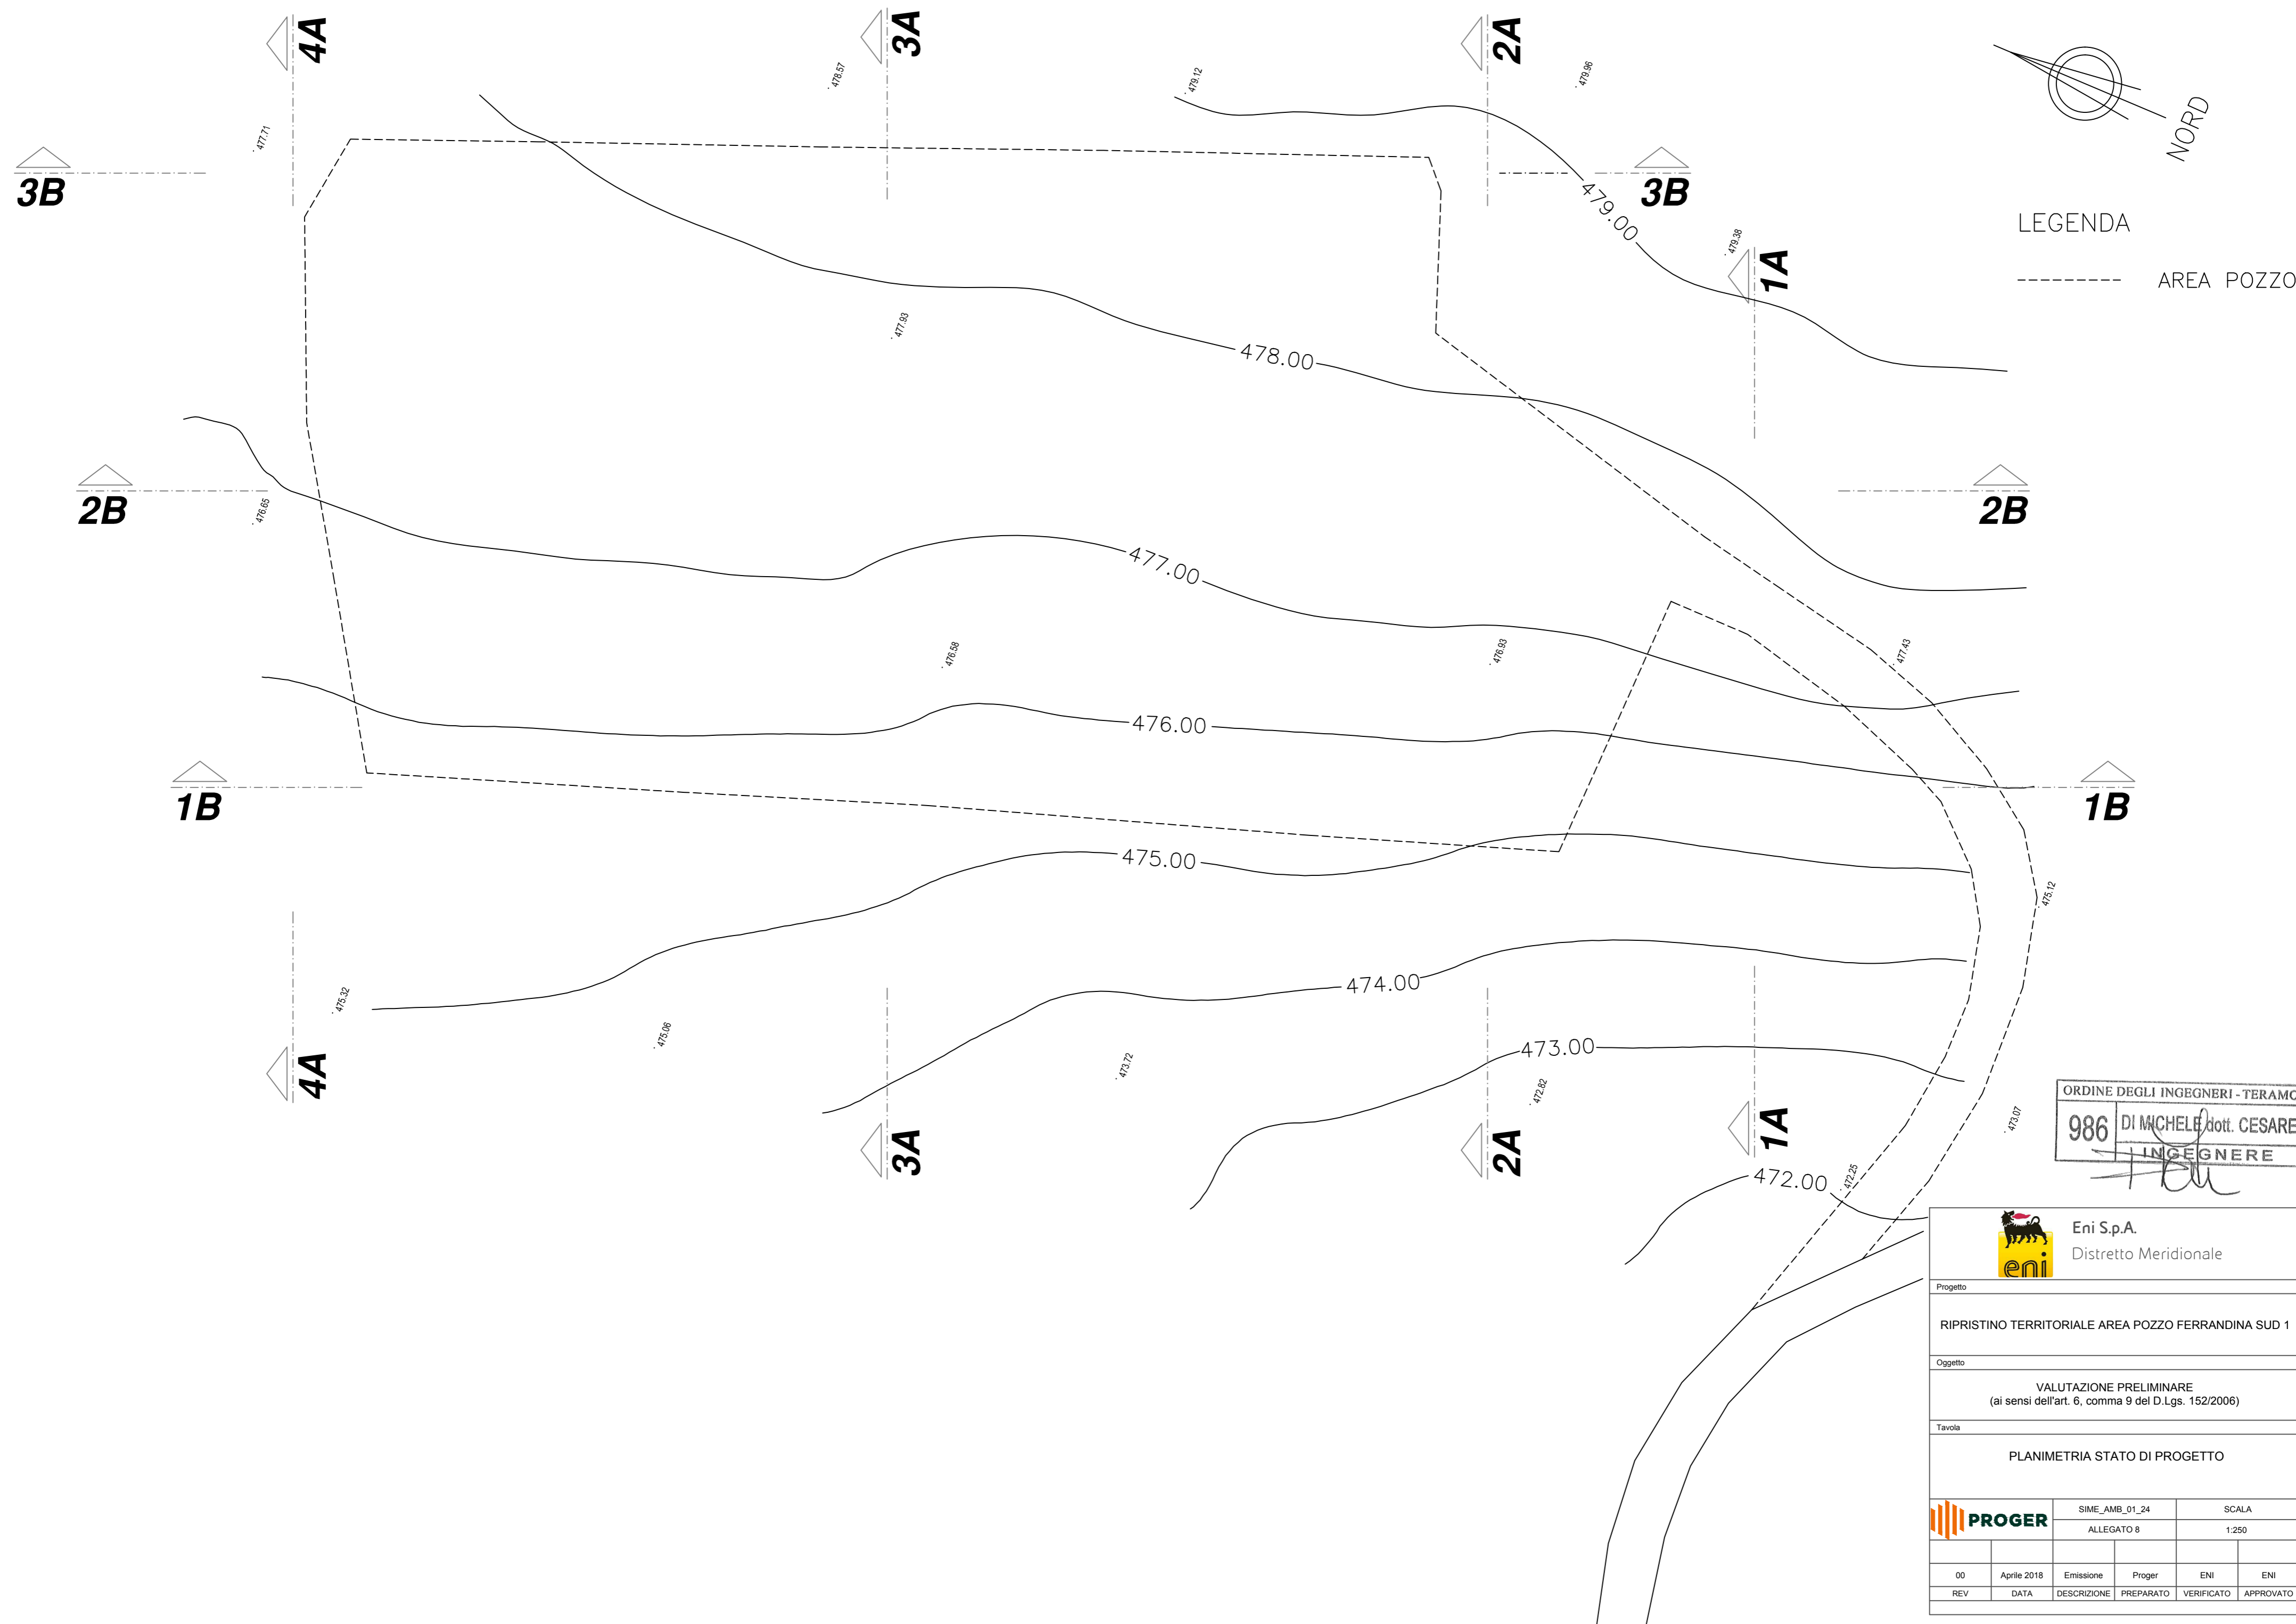 4A
3A
2A
478.57
479.12
479.96
477.71
NORD
3B
3B
479.00
LEGENDA
479.38
1A
AREA POZZO
477.93
478.00
2B
476.65
2B
477.00
476.58
476.93
477.43
476.00
1B
1B
475.00
475.12
474.00
475.32
475.06
473.72
473.00
472.82
4A
3A
2A
1A
473.07
472.25
472.00
ORDINE DEGLI INGEGNERI - TERAMO
986 DI MICHELE dott. CESARE
INGEGNERE
eni
Eni S.p.A.
Distretto Meridionale
Progetto
RIPRISTINO TERRITORIALE AREA POZZO FERRANDINA SUD 1
Oggetto
VALUTAZIONE PRELIMINARE
(ai sensi dell'art. 6, comma 9 del D.Lgs. 152/2006)
Tavola
PLANIMETRIA STATO DI PROGETTO
PROGER
SIME_AMB_01_24 SCALA
ALLEGATO 8 1:250
00 Aprile 2018 Emissione Proger ENI ENI
REV DATA DESCRIZIONE PREPARATO VERIFICATO APPROVATO